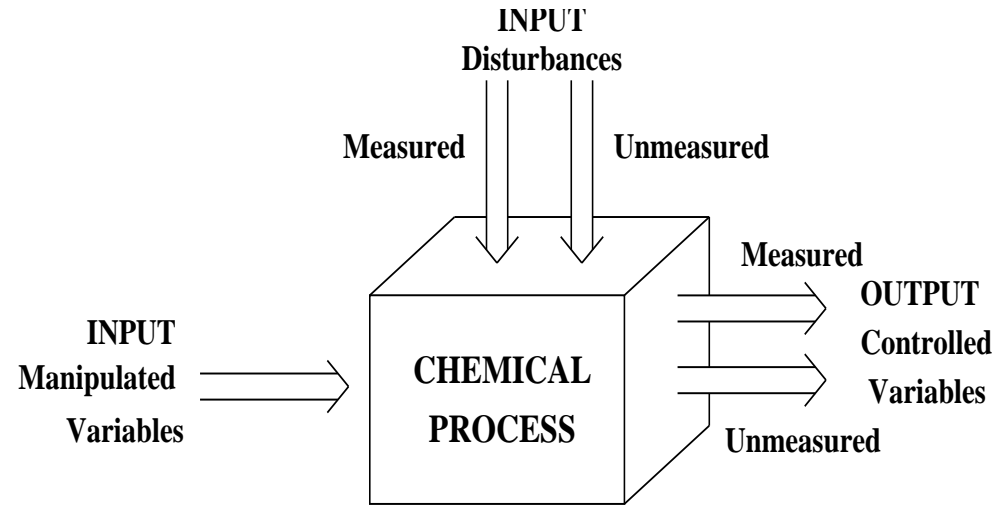 INPUT
Disturbances
Measured
Unmeasured
Measured
OUTPUT
Controlled
Variables
Unmeasured
INPUT
Manipulated
Variables
CHEMICAL
PROCESS